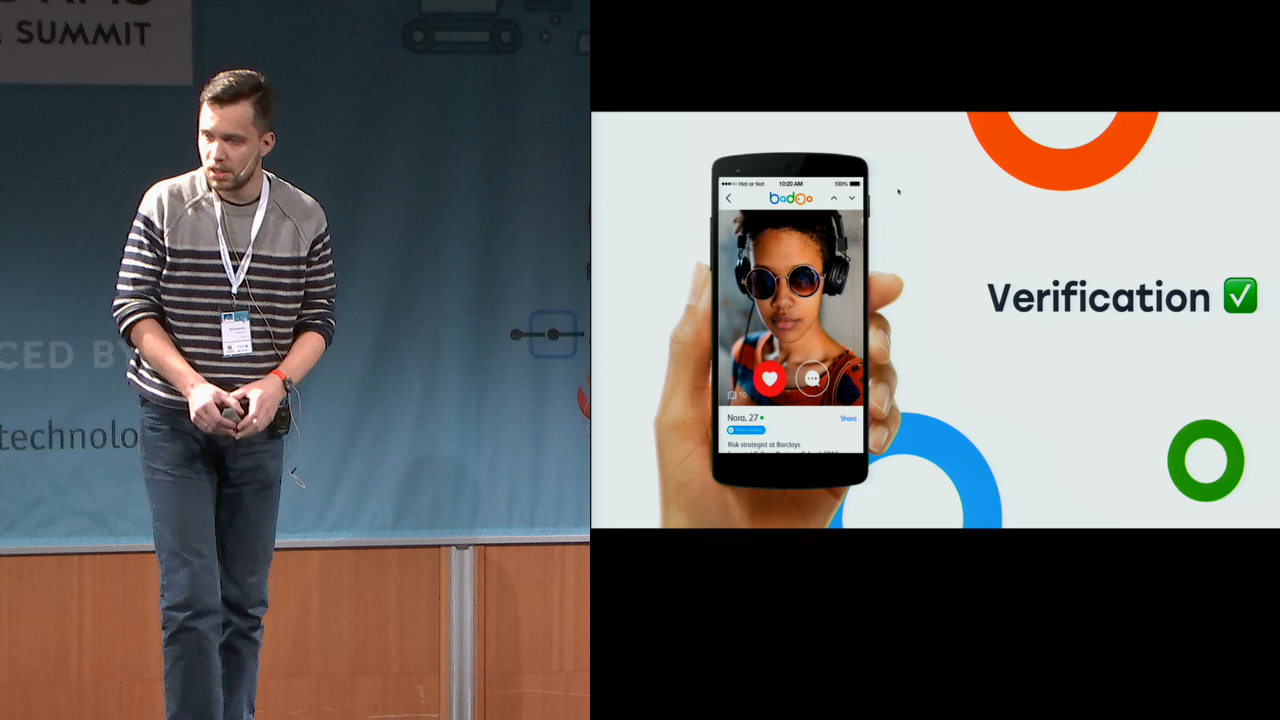 SUMMIT
CED BY
technolo
Hot or Not 10:20 AM 100%
badoo
10
Nora, 27
Share
Risk strategist at Barclays
Verification ✅